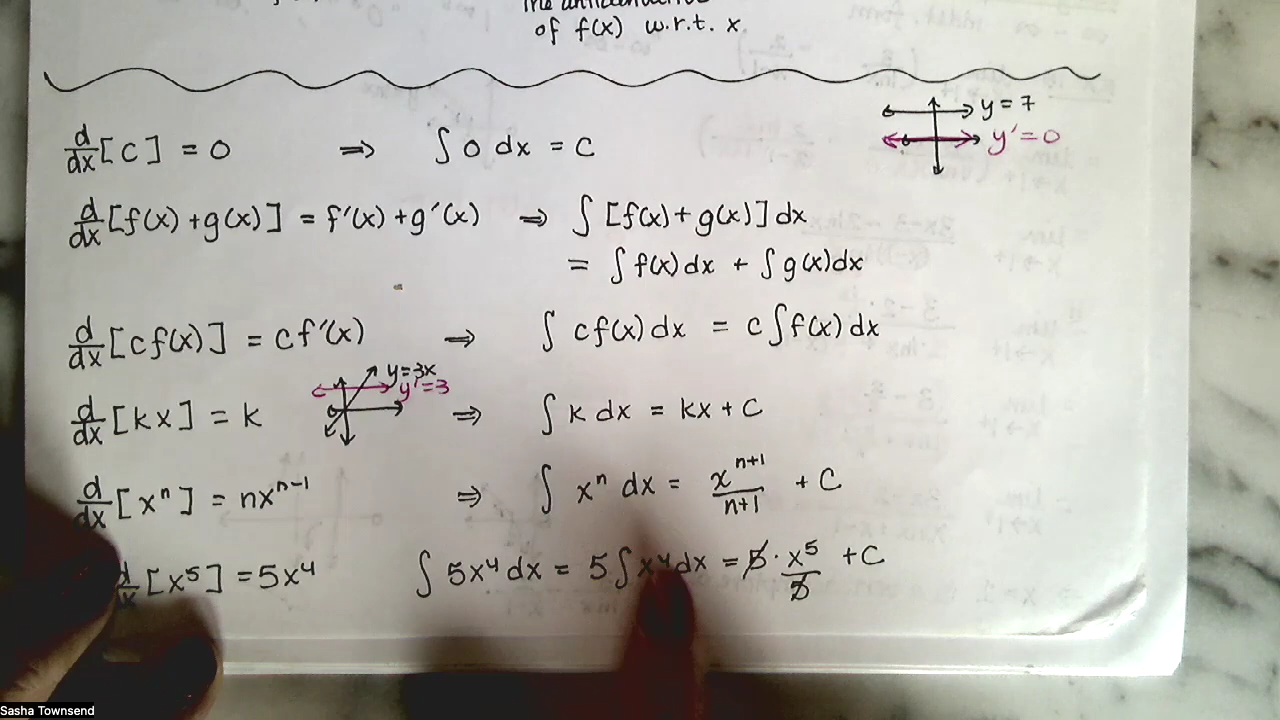 of f(x) w.r.t. x.
y = 7
y' = 0
d/dx [c] = 0 ⇒ ∫ 0 dx = C
d/dx [f(x) + g(x)] = f'(x) + g'(x) ⇒ ∫ [f(x) + g(x)] dx
= ∫ f(x) dx + ∫ g(x) dx
d/dx [cf(x)] = cf'(x) ⇒ ∫ cf(x) dx = c ∫ f(x) dx
y = 3x
y' = 3
d/dx [kx] = k ⇒ ∫ k dx = kx + C
d/dx [xⁿ] = nxⁿ⁻¹ ⇒ ∫ xⁿ dx = xⁿ⁺¹/n+1 + C
[x⁵] = 5x⁴ ∫ 5x⁴ dx = 5 ∫ x⁴ dx = 5 · x⁵/5 + C
Sasha Townsend